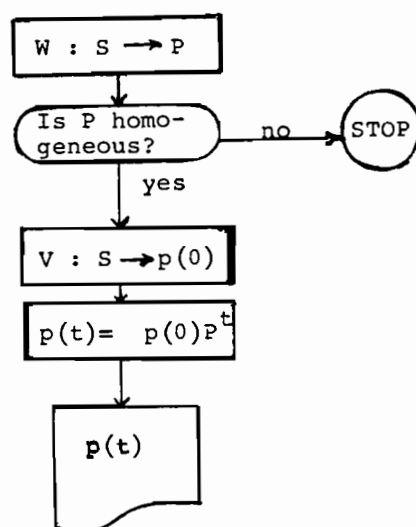 W : S → P
Is P homo-
geneous?
no
STOP
yes
V : S → p(0)
p(t)= p(0)P^t
p(t)